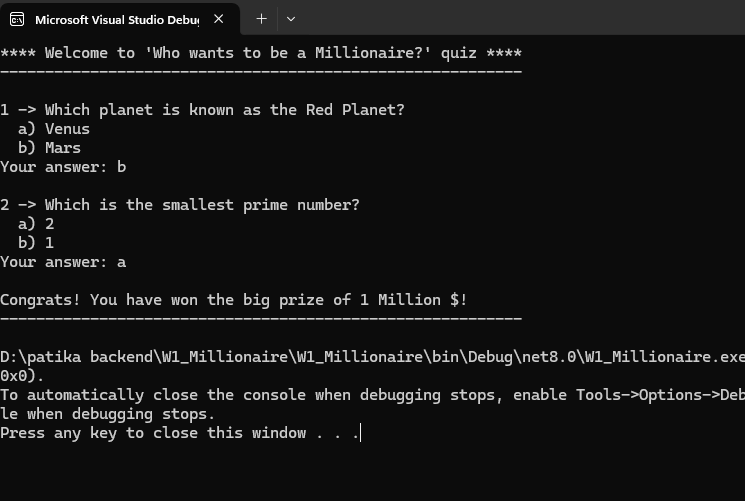 Microsoft Visual Studio Debug
**** Welcome to 'Who wants to be a Millionaire?' quiz ****
----------------------------------------------------------
1 -> Which planet is known as the Red Planet?
a) Venus
b) Mars
Your answer: b
2 -> Which is the smallest prime number?
a) 2
b) 1
Your answer: a
Congrats! You have won the big prize of 1 Million $!
----------------------------------------------------------
D:\patika backend\W1_Millionaire\W1_Millionaire\bin\Debug\net8.0\W1_Millionaire.exe
0x0).
To automatically close the console when debugging stops, enable Tools->Options->Deb
le when debugging stops.
Press any key to close this window . . .